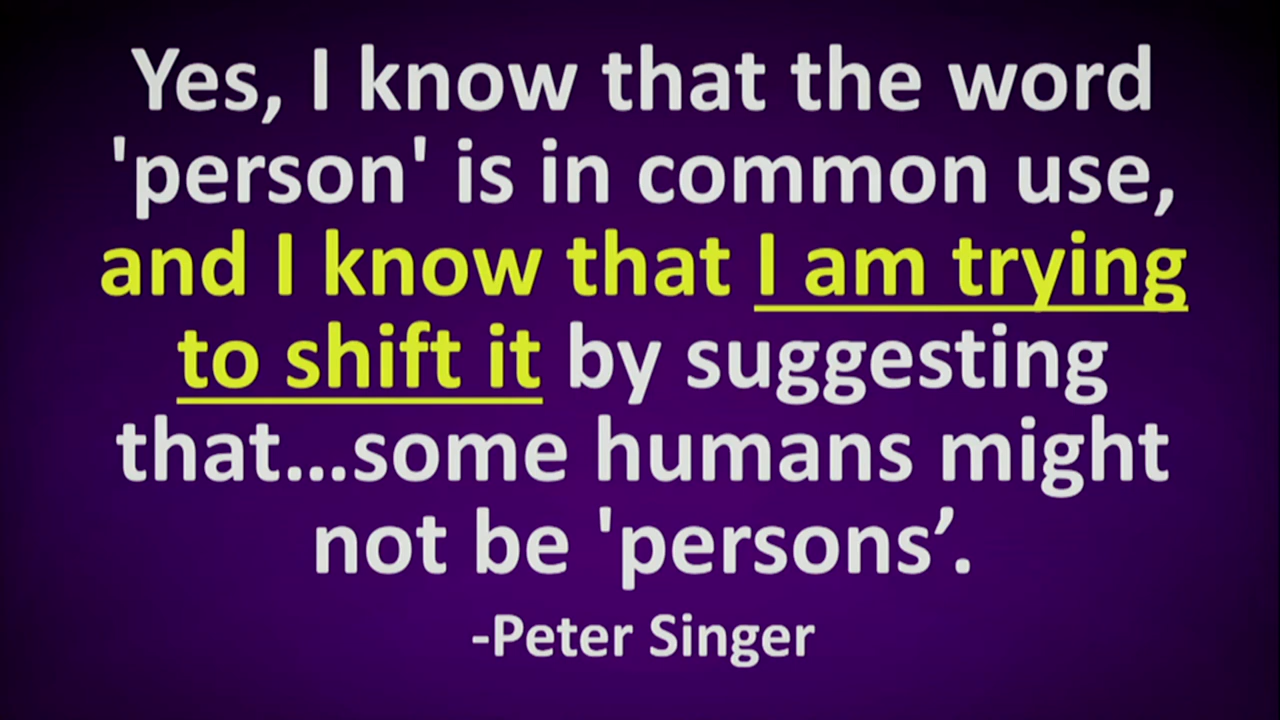 Yes, I know that the word
'person' is in common use,
and I know that I am trying
to shift it by suggesting
that...some humans might
not be 'persons’.
-Peter Singer